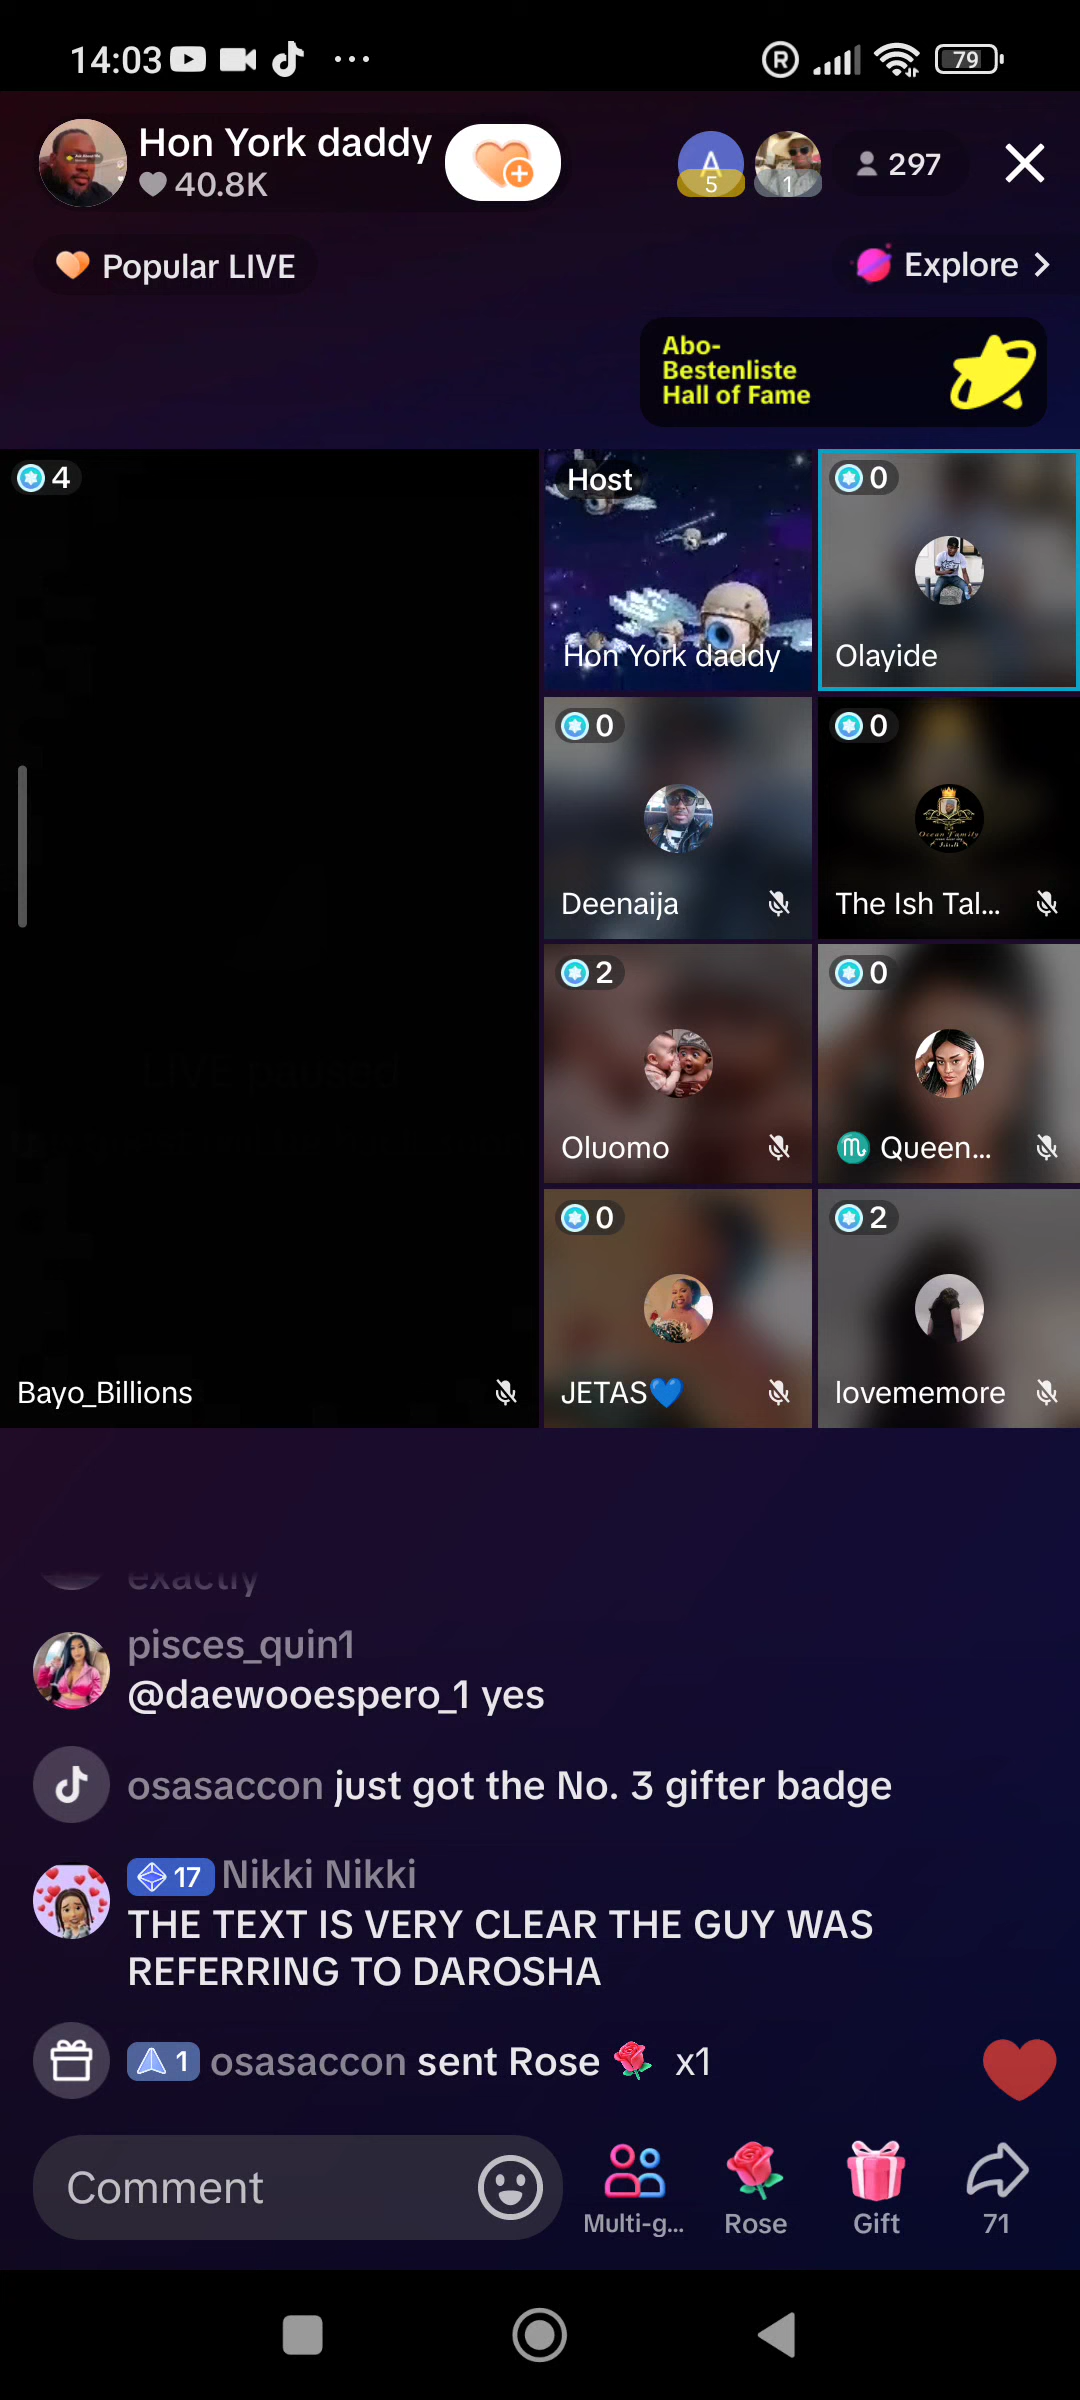 14:03
79
Hon York daddy
40.8K
A
5
1
297
Popular LIVE
Explore
Abo-
Bestenliste
Hall of Fame
4
Host
0
Hon York daddy
Olayide
0
0
Deenaija
The Ish Tal...
2
0
Oluomo
Queen...
0
2
Bayo_Billions
JETAS💙
lovememore
exactly
pisces_quin1
@daewooespero_1 yes
osasaccon just got the No. 3 gifter badge
17 Nikki Nikki
THE TEXT IS VERY CLEAR THE GUY WAS
REFERRING TO DAROSHA
1 osasaccon sent Rose 🌹 x1
Comment
Multi-g...
Rose
Gift
71